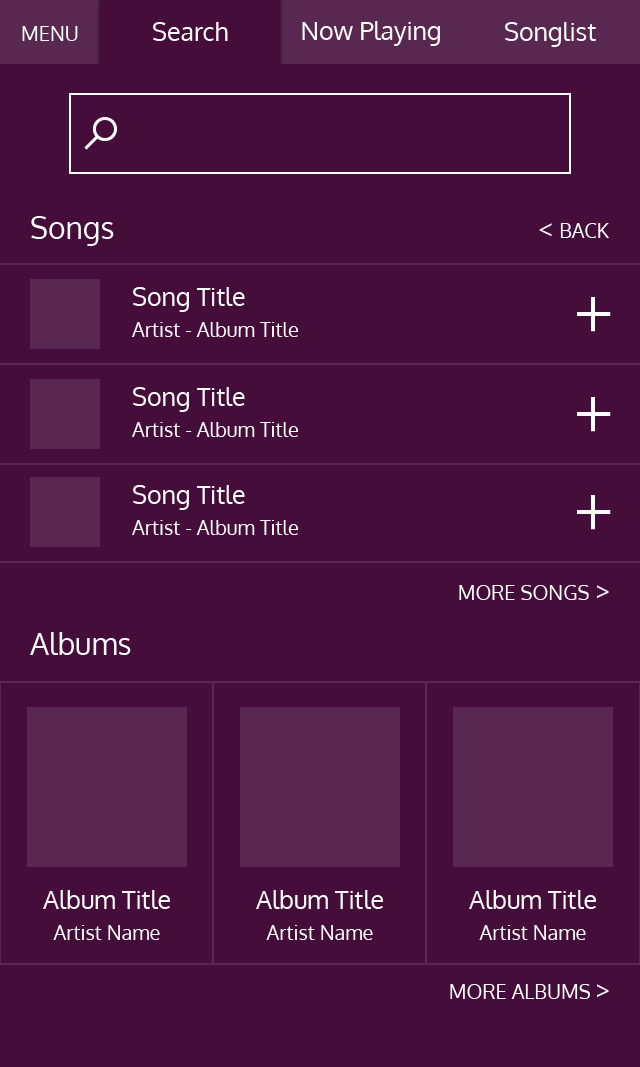 MENU
Search
Now Playing
Songlist
Songs
< BACK
Song Title
Artist - Album Title
Song Title
Artist - Album Title
Song Title
Artist - Album Title
MORE SONGS >
Albums
Album Title
Artist Name
Album Title
Artist Name
Album Title
Artist Name
MORE ALBUMS >